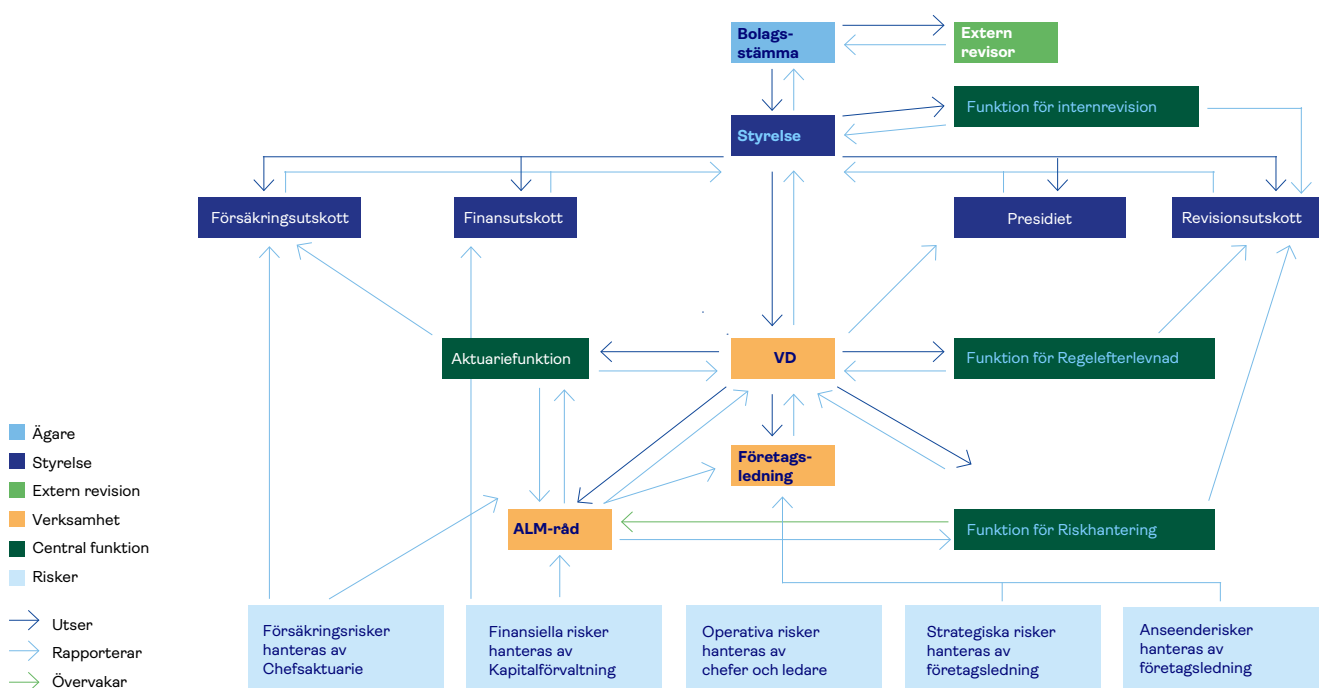 Bolags-
stämma
Extern
revisor
Funktion för internrevision
Styrelse
Försäkringsutskott
Finansutskott
Presidiet
Revisionsutskott
Aktuariefunktion
VD
Funktion för Regelefterlevnad
Företags-
ledning
ALM-råd
Funktion för Riskhantering
Ägare
Styrelse
Extern revision
Verksamhet
Central funktion
Risker
Utser
Rapporterar
Övervakar
Försäkringsrisker
hanteras av
Chefsaktuarie
Finansiella risker
hanteras av
Kapitalförvaltning
Operativa risker
hanteras av
chefer och ledare
Strategiska risker
hanteras av
företagsledning
Anseenderisker
hanteras av
företagsledning